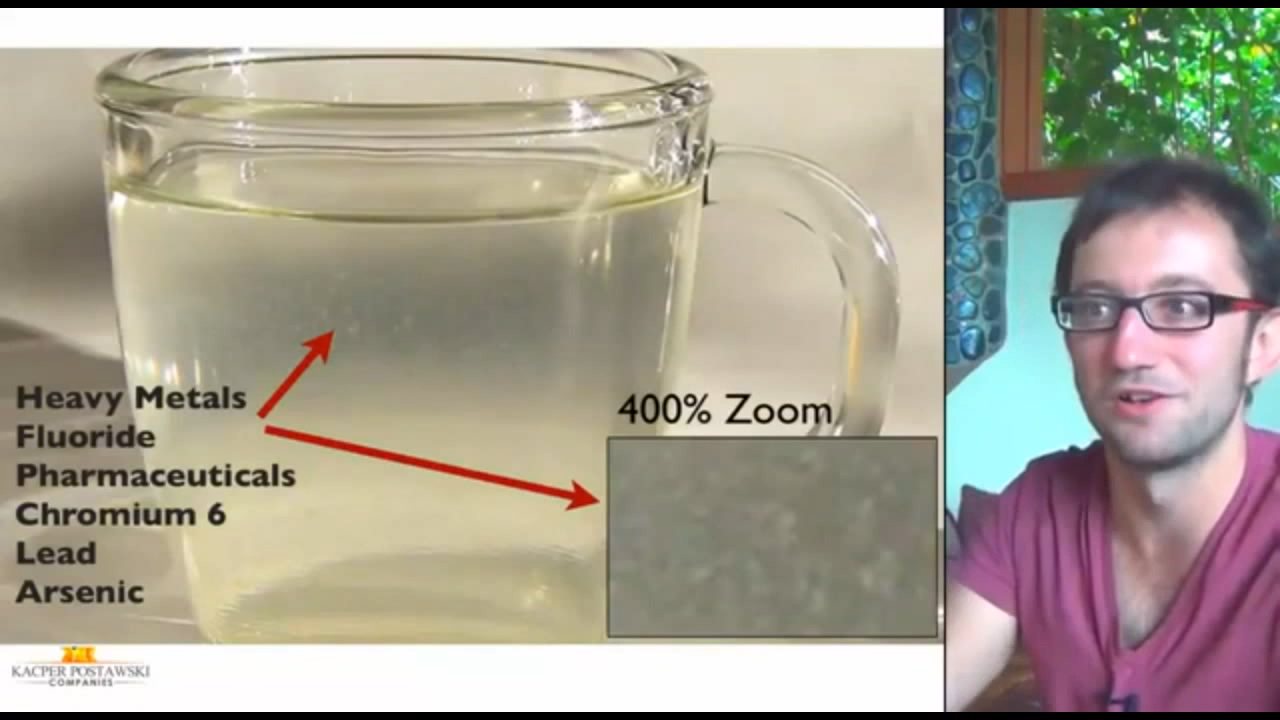 Heavy Metals
Fluoride
Pharmaceuticals
Chromium 6
Lead
Arsenic
400% Zoom
KACPER POSTAWSKI
COMPANIES